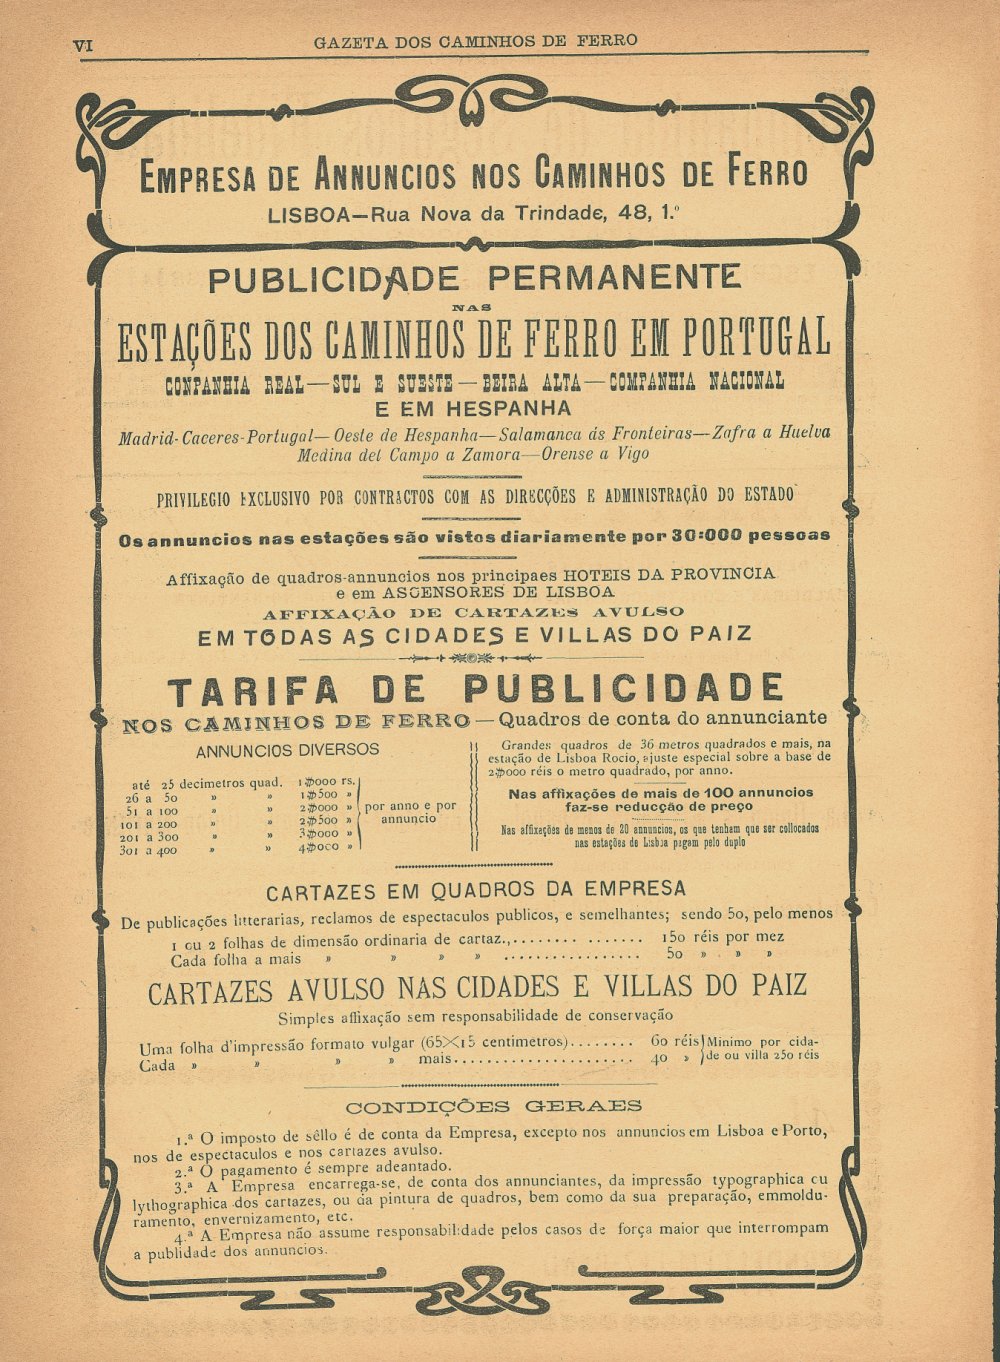 VI
GAZETA DOS CAMINHOS DE FERRO
EMPRESA DE ANNUNCIOS NOS CAMINHOS DE FERRO
LISBOA—Rua Nova da Trindade, 48, 1.º
PUBLICIDADE PERMANENTE
NAS
ESTAÇÕES DOS CAMINHOS DE FERRO EM PORTUGAL
CONPANHIA REAL — SUL E SUESTE — BEIRA ALTA — COMPANHIA NACIONAL
E EM HESPANHA
Madrid-Caceres-Portugal—Oeste de Hespanha—Salamanca ás Fronteiras—Zafra a Huelva
Medina del Campo a Zamora—Orense a Vigo
PRIVILEGIO EXCLUSIVO POR CONTRACTOS COM AS DIRECÇÕES E ADMINISTRAÇÃO DO ESTADO
Os annuncios nas estações são vistos diariamente por 30:000 pessoas
Affixação de quadros-annuncios nos principaes HOTEIS DA PROVINCIA
e em ASCENSORES DE LISBOA
AFFIXAÇÃO DE CARTAZES AVULSO
EM TODAS AS CIDADES E VILLAS DO PAIZ
TARIFA DE PUBLICIDADE
NOS CAMINHOS DE FERRO — Quadros de conta do annunciante
ANNUNCIOS DIVERSOS
até 25 decimetros quad. 1$000 rs.
26 a 50 » » 1$500 »
51 a 100 » » 2$000 »
101 a 200 » » 2$500 »
201 a 300 » » 3$000 »
301 a 400 » » 4$000 »
por anno e por
annuncio
Grandes quadros de 36 metros quadrados e mais, na
estação de Lisboa Rocio, ajuste especial sobre a base de
2$000 réis o metro quadrado, por anno.
Nas affixações de mais de 100 annuncios
faz-se reducção de preço
Nas affixações de menos de 20 annuncios, os que tenham que ser collocados
nas estações de Lisboa pagam pelo duplo
CARTAZES EM QUADROS DA EMPRESA
De publicações litterarias, reclamos de espectaculos publicos, e semelhantes; sendo 50, pelo menos
1 ou 2 folhas de dimensão ordinaria de cartaz.,........ ....... 150 réis por mez
Cada folha a mais » » » » ................. 50 » » »
CARTAZES AVULSO NAS CIDADES E VILLAS DO PAIZ
Simples affixação sem responsabilidade de conservação
Uma folha d'impressão formato vulgar (65×15 centimetros)........ 60 réis
Cada » » » » mais....................... 40 »
Minimo por cida-
de ou villa 250 réis
CONDIÇÕES GERAES
1.ª O imposto de sêllo é de conta da Empresa, excepto nos annuncios em Lisboa e Porto,
nos de espectaculos e nos cartazes avulso.
2.ª O pagamento é sempre adeantado.
3.ª A Empresa encarrega-se, de conta dos annunciantes, da impressão typographica ou
lythographica dos cartazes, ou da pintura de quadros, bem como da sua preparação, emmoldu-
ramento, envernizamento, etc.
4.ª A Empresa não assume responsabilidade pelos casos de força maior que interrompam
a publidade dos annuncios.